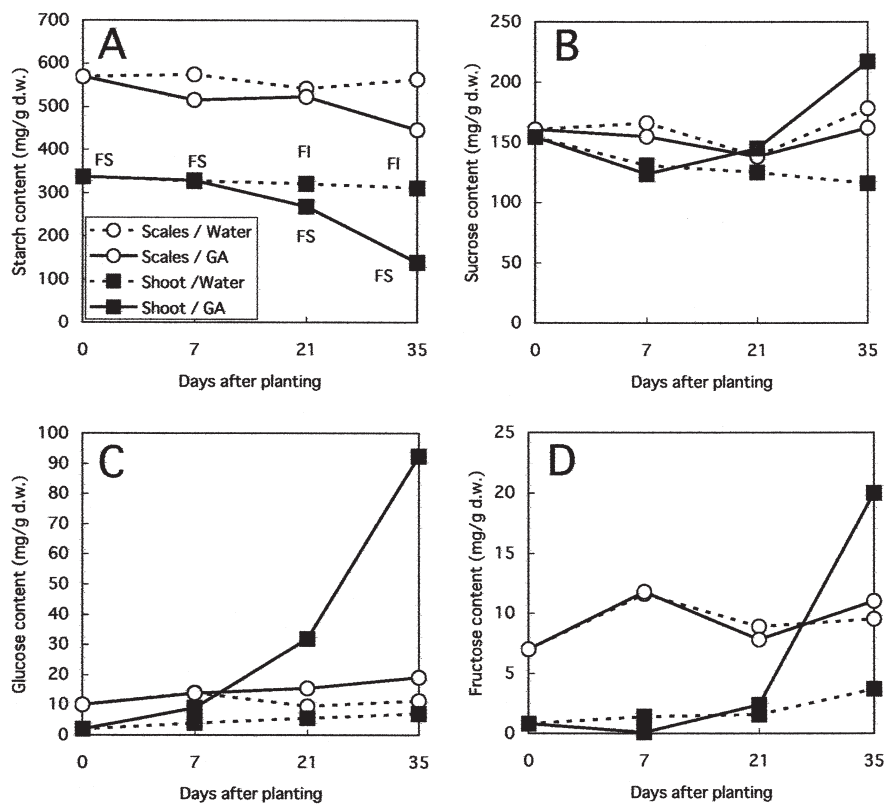 A
Starch content (mg/g d.w.)
700
600
500
400
300
200
100
0
FS
FS
FI
FI
FS
FS
Scales / Water
Scales / GA
Shoot /Water
Shoot / GA
0 7 21 35
Days after planting
B
Sucrose content (mg/g d.w.)
250
200
150
100
50
0
0 7 21 35
Days after planting
C
Glucose content (mg/g d.w.)
100
90
80
70
60
50
40
30
20
10
0
0 7 21 35
Days after planting
D
Fructose content (mg/g d.w.)
25
20
15
10
5
0
0 7 21 35
Days after planting